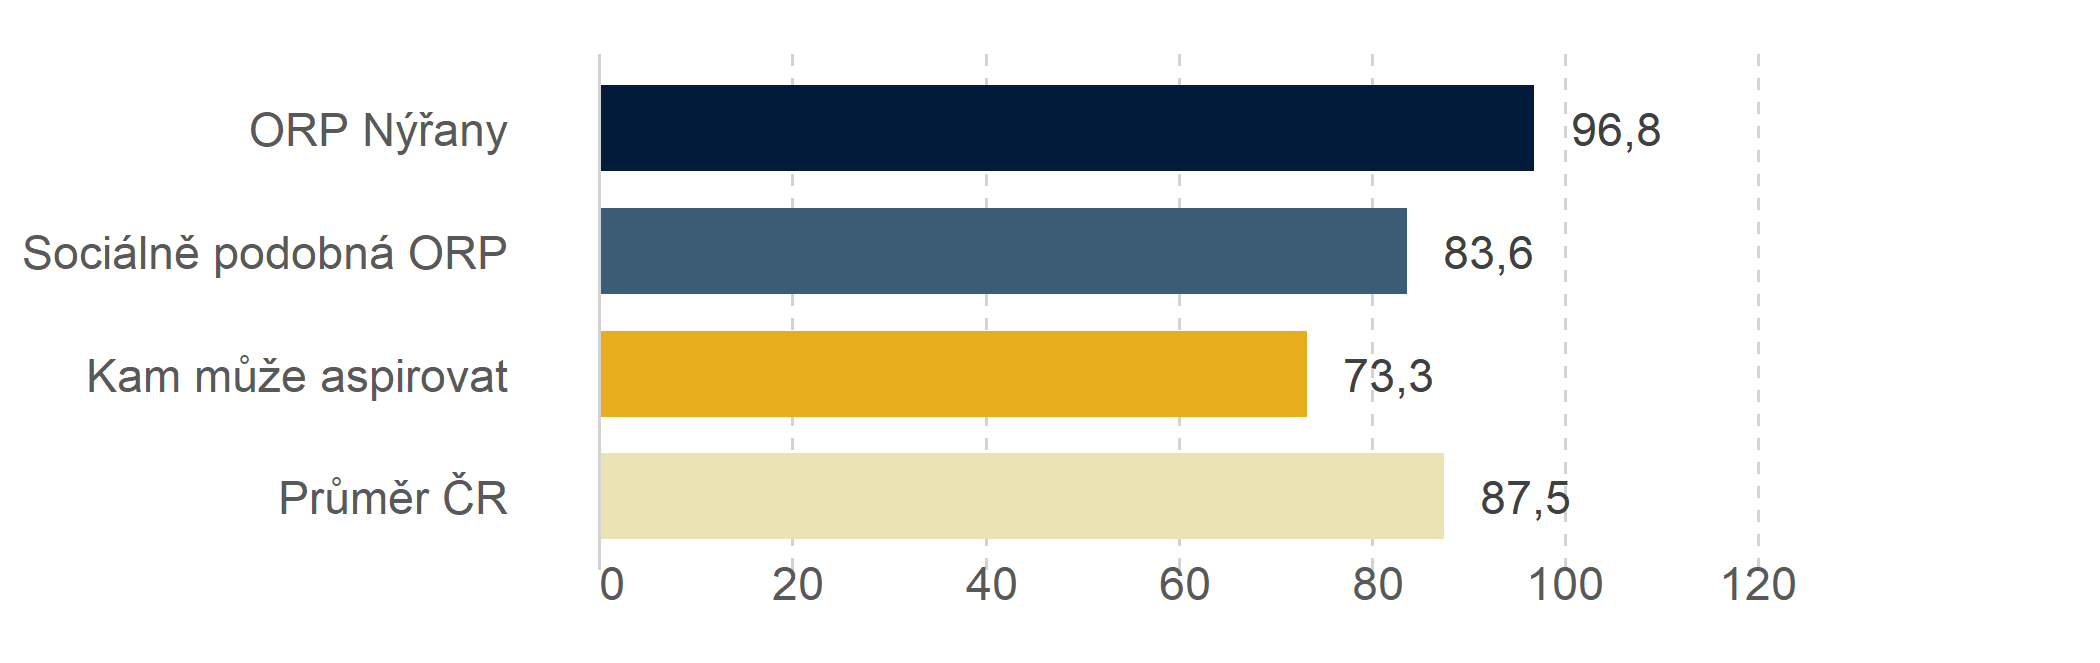 ORP Nýřany 96,8
Sociálně podobná ORP 83,6
Kam může aspirovat 73,3
Průměr ČR 87,5
0 20 40 60 80 100 120